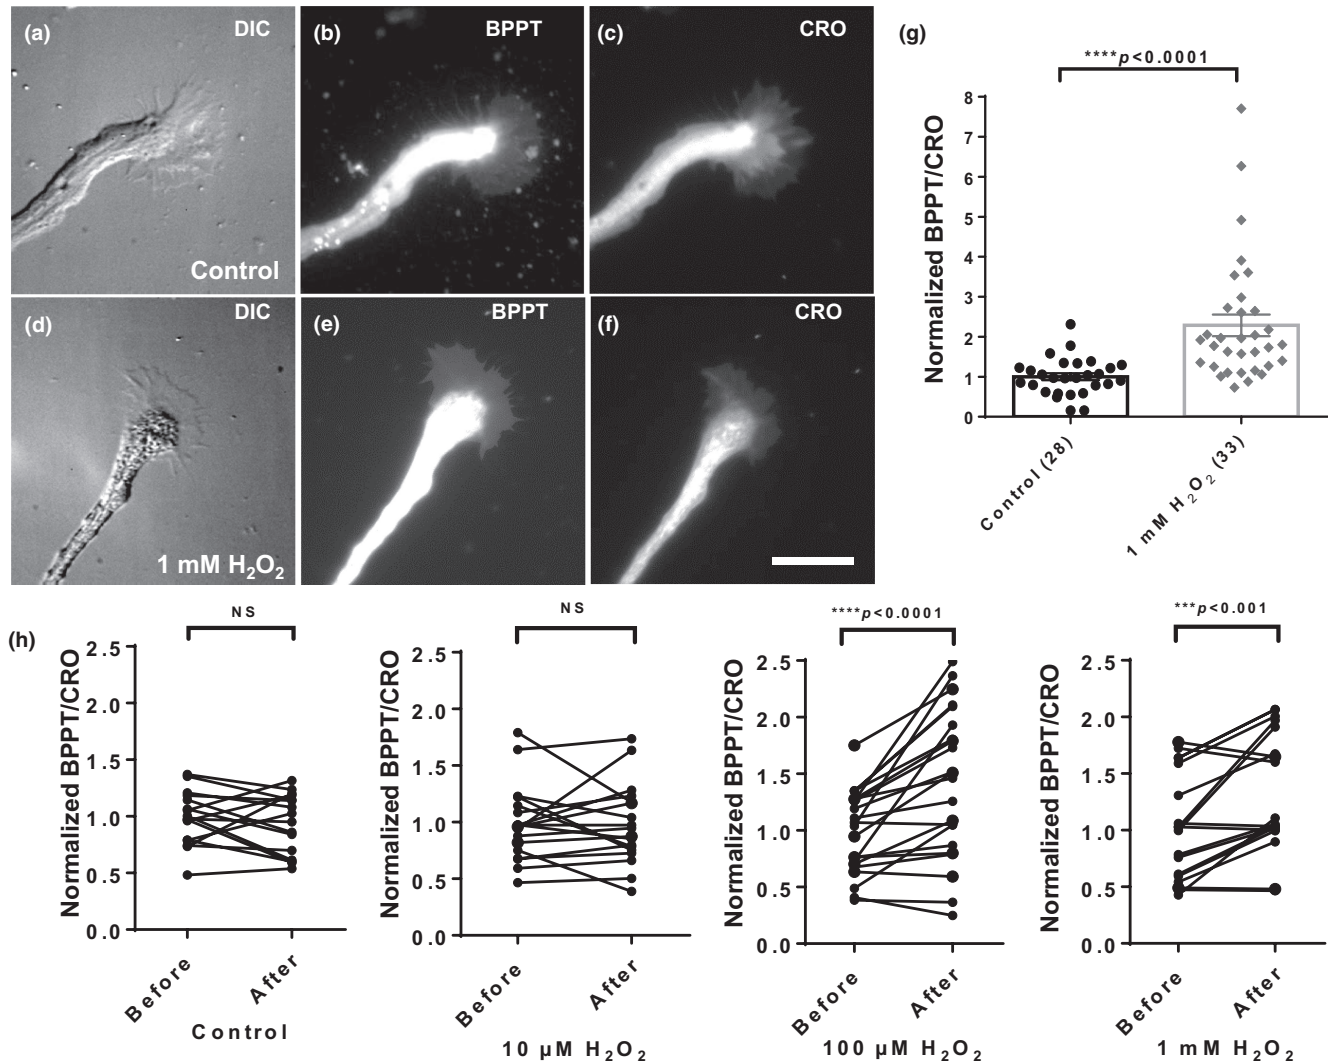 (a) DIC
Control
(b) BPPT
(c) CRO
(d) DIC
1 mM H₂O₂
(e) BPPT
(f) CRO
(g)
****p<0.0001
Normalized BPPT/CRO
8
7
6
5
4
3
2
1
0
Control (28)
1 mM H₂O₂ (33)
(h)
NS
Normalized BPPT/CRO
2.5
2.0
1.5
1.0
0.5
0.0
Before
After
Control
NS
Normalized BPPT/CRO
2.5
2.0
1.5
1.0
0.5
0.0
Before
After
10 µM H₂O₂
****p<0.0001
Normalized BPPT/CRO
2.5
2.0
1.5
1.0
0.5
0.0
Before
After
100 µM H₂O₂
***p<0.001
Normalized BPPT/CRO
2.5
2.0
1.5
1.0
0.5
0.0
Before
After
1 mM H₂O₂